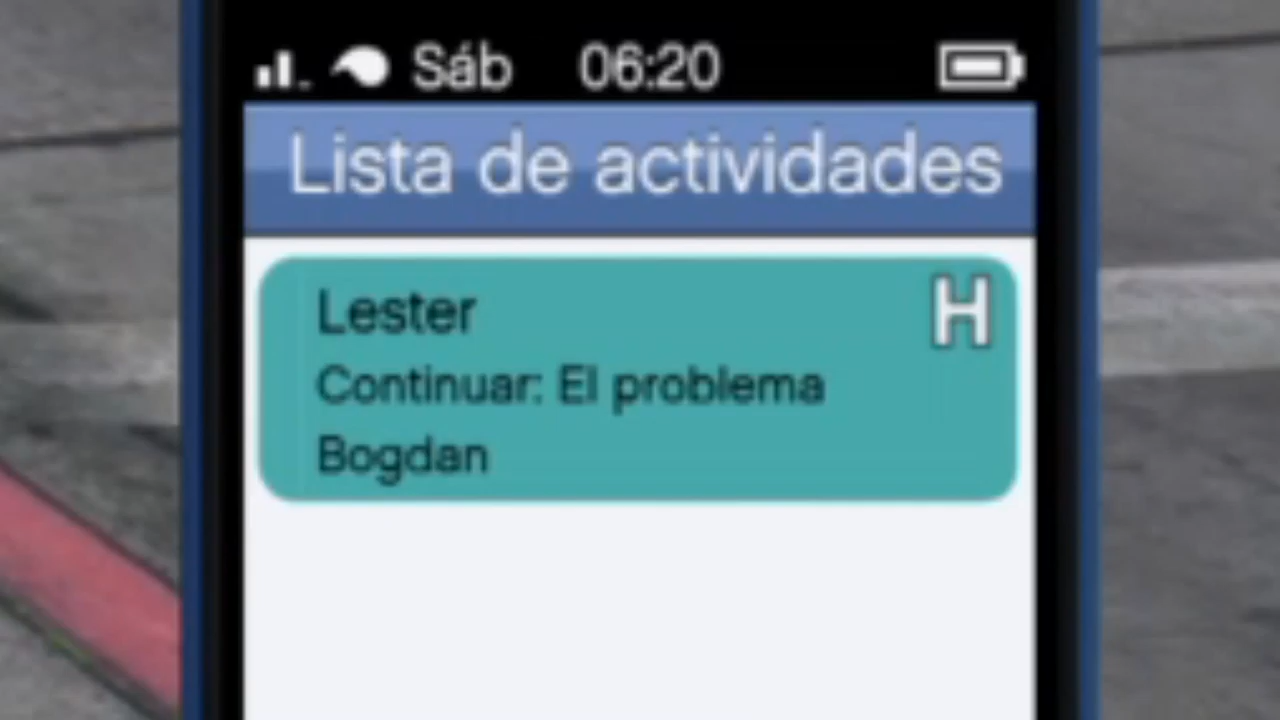 Sáb 06:20
Lista de actividades
Lester H
Continuar: El problema
Bogdan